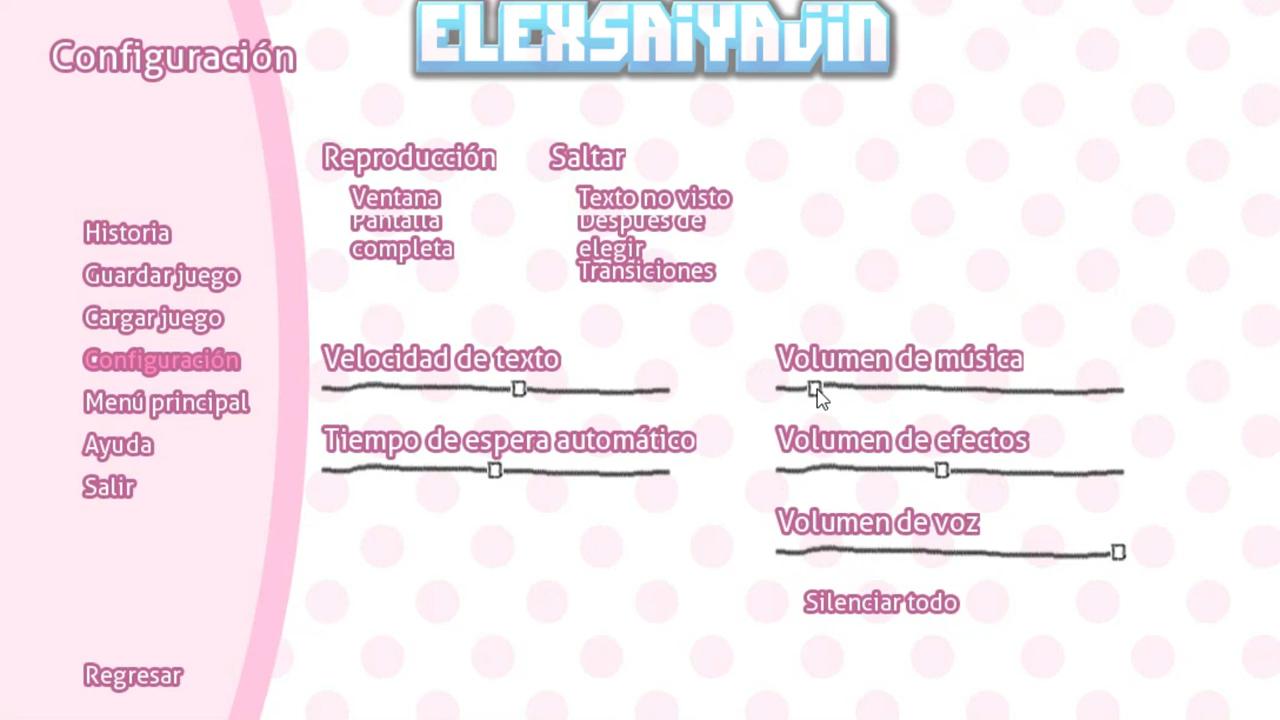 ELEXSAiYAJiN
Configuración
Reproducción
Saltar
Ventana
Texto no visto
Pantalla
completa
Después de
elegir
Transiciones
Historia
Guardar juego
Cargar juego
Configuración
Menú principal
Ayuda
Salir
Velocidad de texto
Volumen de música
Tiempo de espera automático
Volumen de efectos
Volumen de voz
Silenciar todo
Regresar